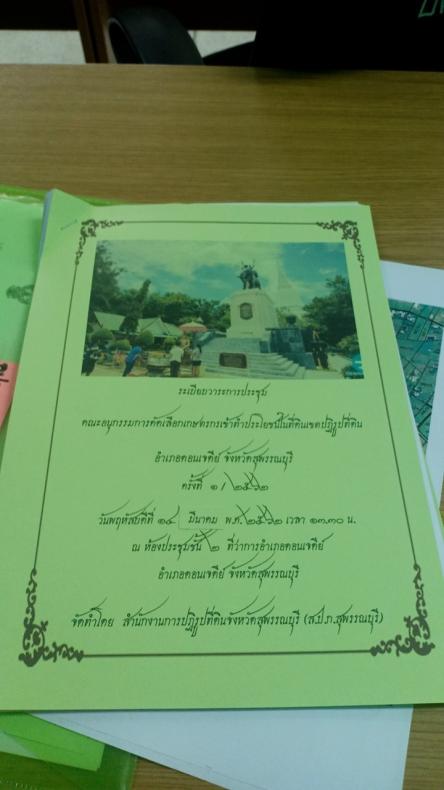 ระเบียบวาระการประชุม
คณะอนุกรรมการคัดเลือกเกษตรกรเข้าทำประโยชน์ในที่ดินเขตปฏิรูปที่ดิน
อำเภอดอนเจดีย์ จังหวัดสุพรรณบุรี
ครั้งที่ ๑/๒๕๖๒
วันพฤหัสบดีที่ ๑๔ มีนาคม พ.ศ.๒๕๖๒ เวลา ๑๓.๓๐ น.
ณ ห้องประชุมชั้น ๒ ที่ว่าการอำเภอดอนเจดีย์
อำเภอดอนเจดีย์ จังหวัดสุพรรณบุรี
จัดทำโดย สำนักงานการปฏิรูปที่ดินจังหวัดสุพรรณบุรี (ส.ป.ก.สุพรรณบุรี)